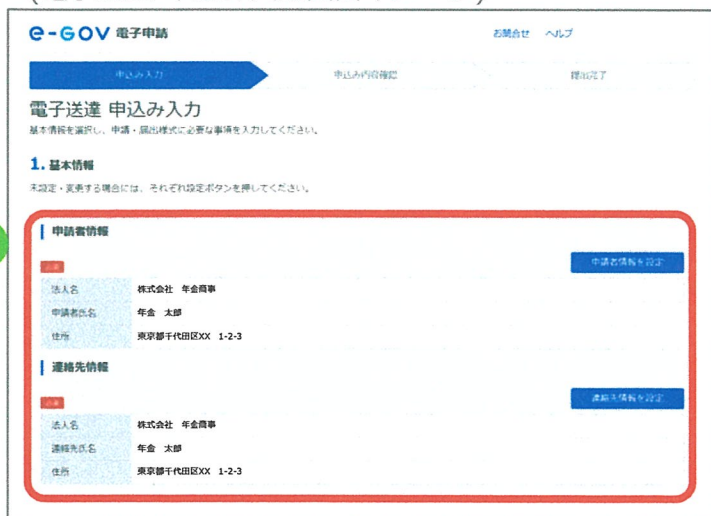 e-GOV 電子申請
お問合せ ヘルプ
申込み入力
申込み内容確認
提出完了
電子送達 申込み入力
基本情報を選択し、申請・届出様式に必要な事項を入力してください。
1. 基本情報
未設定・変更する場合には、それぞれ設定ボタンを押してください。
申請者情報
必須
申請者情報を設定
法人名 株式会社 年金商事
申請者氏名 年金 太郎
住所 東京都千代田区XX 1-2-3
連絡先情報
必須
連絡先情報を設定
法人名 株式会社 年金商事
連絡先氏名 年金 太郎
住所 東京都千代田区XX 1-2-3